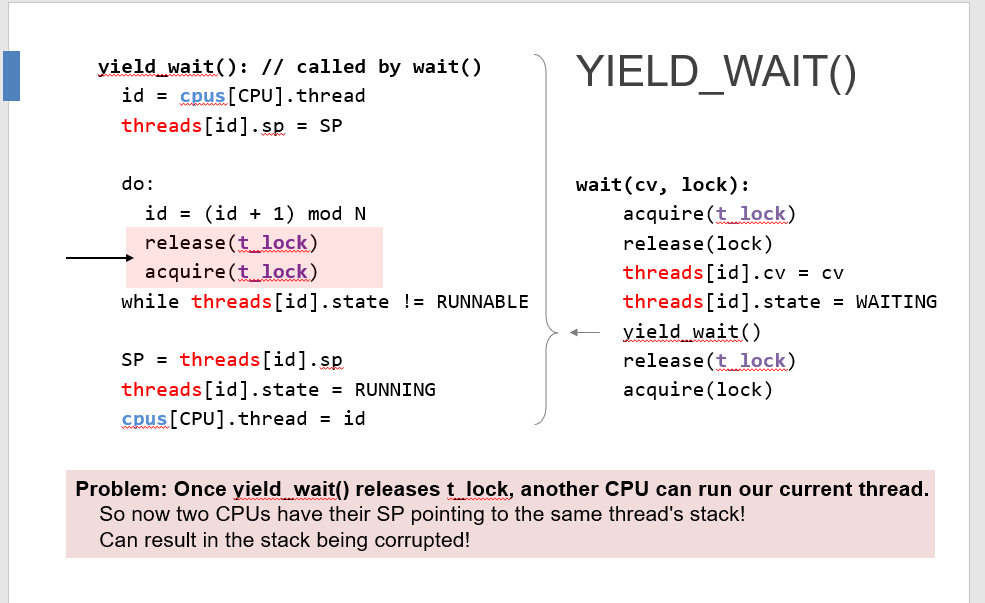 YIELD_WAIT()
yield_wait(): // called by wait()
id = cpus[CPU].thread
threads[id].sp = SP
do:
id = (id + 1) mod N
release(t_lock)
acquire(t_lock)
while threads[id].state != RUNNABLE
SP = threads[id].sp
threads[id].state = RUNNING
cpus[CPU].thread = id
wait(cv, lock):
acquire(t_lock)
release(lock)
threads[id].cv = cv
threads[id].state = WAITING
yield_wait()
release(t_lock)
acquire(lock)
Problem: Once yield_wait() releases t_lock, another CPU can run our current thread.
So now two CPUs have their SP pointing to the same thread's stack!
Can result in the stack being corrupted!